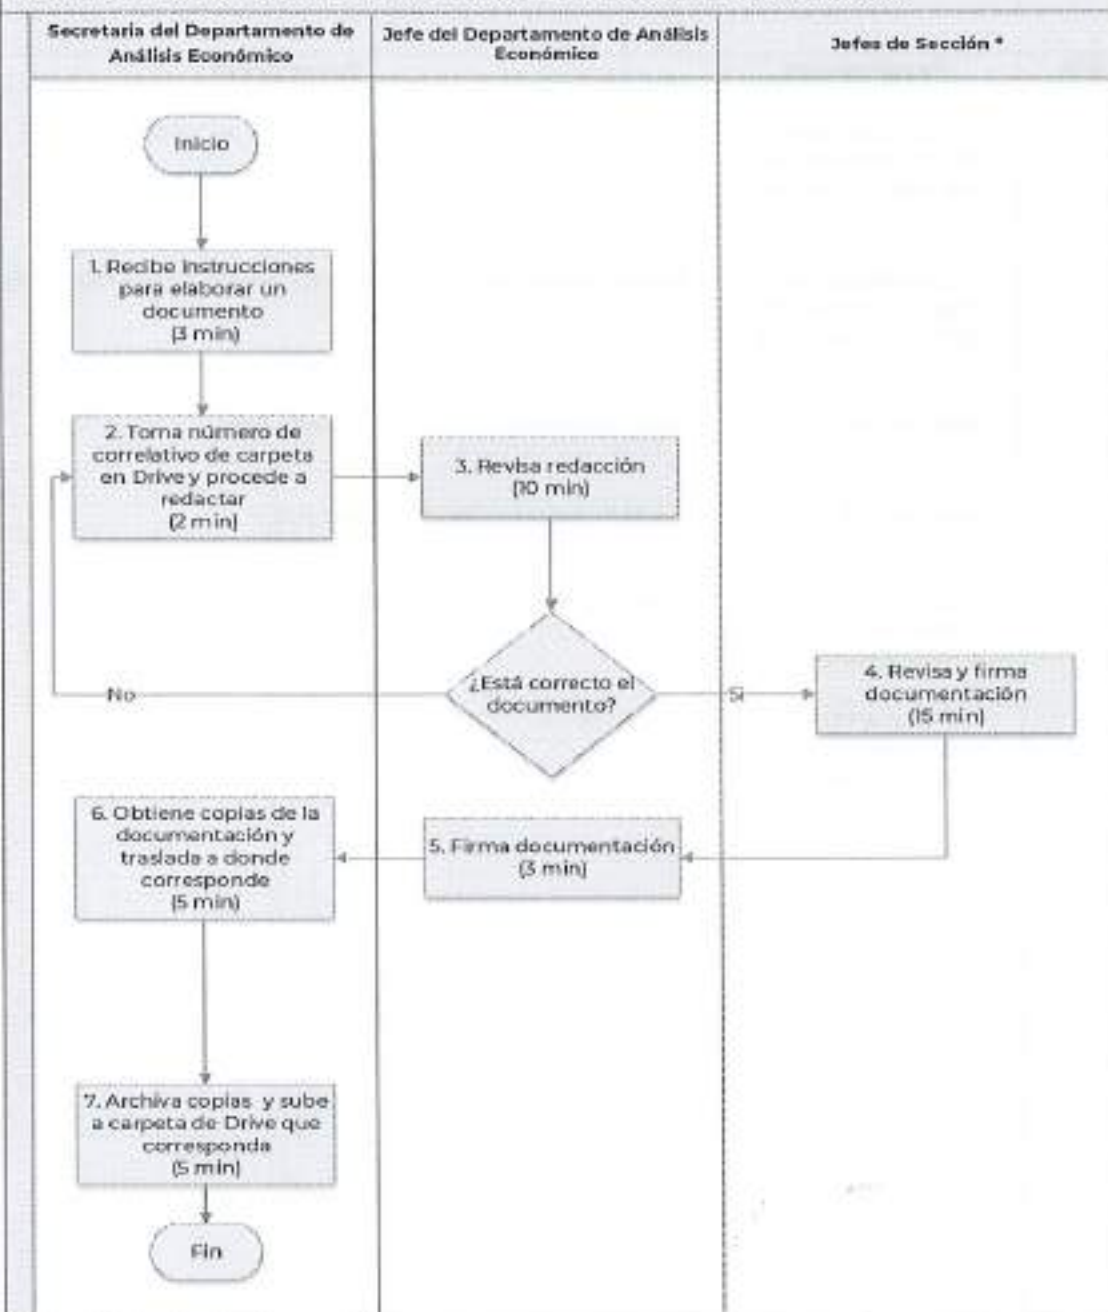 Secretaria del Departamento de
Análisis Económico
Jefe del Departamento de Análisis
Económico
Jefes de Sección *
Inicio
1. Recibe instrucciones
para elaborar un
documento
(3 min)
2. Toma número de
correlativo de carpeta
en Drive y procede a
redactar
(2 min)
3. Revisa redacción
(10 min)
¿Está correcto el
documento?
No
Si
4. Revisa y firma
documentación
(15 min)
5. Firma documentación
(3 min)
6. Obtiene copias de la
documentación y
traslada a donde
corresponde
(5 min)
7. Archiva copias y sube
a carpeta de Drive que
corresponda
(5 min)
Fin